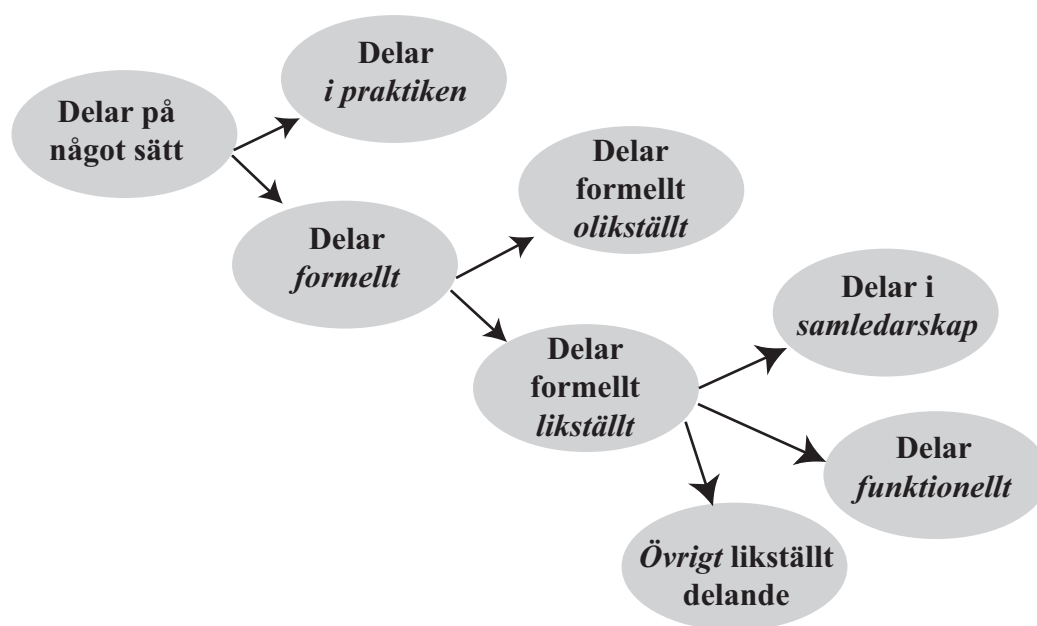 Delar
i praktiken
Delar på
något sätt
Delar
formellt
olikställt
Delar
formellt
Delar i
samledarskap
Delar
formellt
likställt
Delar
funktionellt
Övrigt likställt
delande